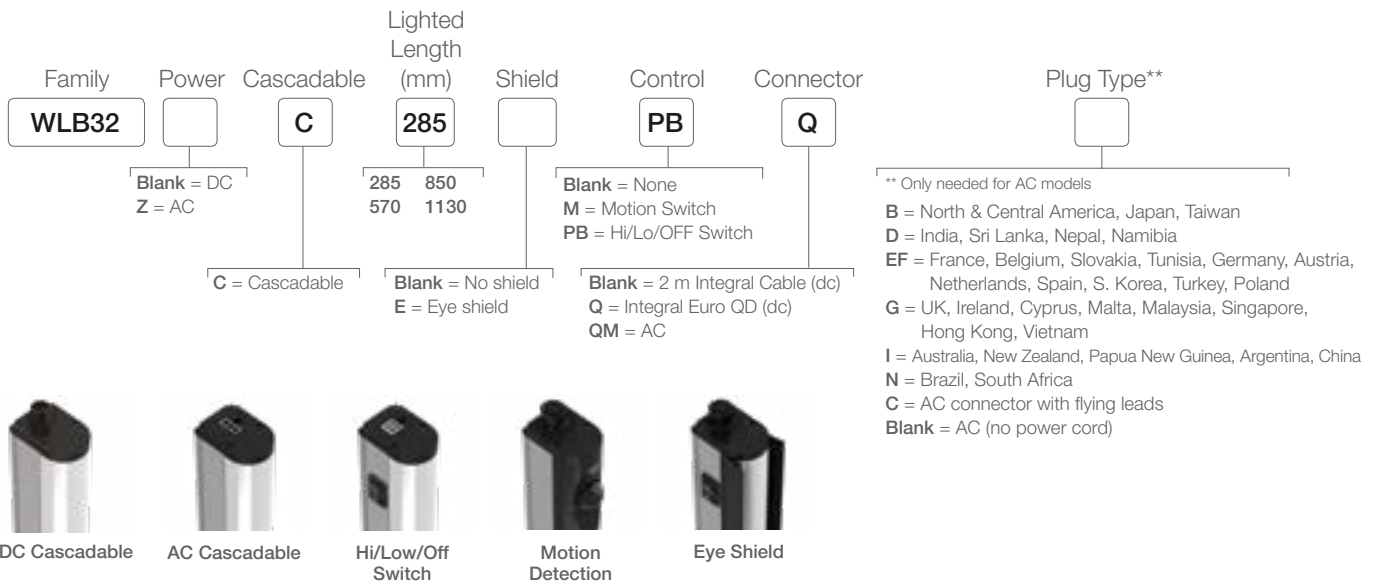 Lighted
Length
Family Power Cascadable (mm) Shield Control Connector Plug Type**
WLB32 C 285 PB Q
Blank = DC
Z = AC
285 850
570 1130
Blank = None
M = Motion Switch
PB = Hi/Lo/OFF Switch
C = Cascadable
Blank = No shield
E = Eye shield
Blank = 2 m Integral Cable (dc)
Q = Integral Euro QD (dc)
QM = AC
** Only needed for AC models
B = North & Central America, Japan, Taiwan
D = India, Sri Lanka, Nepal, Namibia
EF = France, Belgium, Slovakia, Tunisia, Germany, Austria,
Netherlands, Spain, S. Korea, Turkey, Poland
G = UK, Ireland, Cyprus, Malta, Malaysia, Singapore,
Hong Kong, Vietnam
I = Australia, New Zealand, Papua New Guinea, Argentina, China
N = Brazil, South Africa
C = AC connector with flying leads
Blank = AC (no power cord)
DC Cascadable
AC Cascadable
Hi/Low/Off
Switch
Motion
Detection
Eye Shield